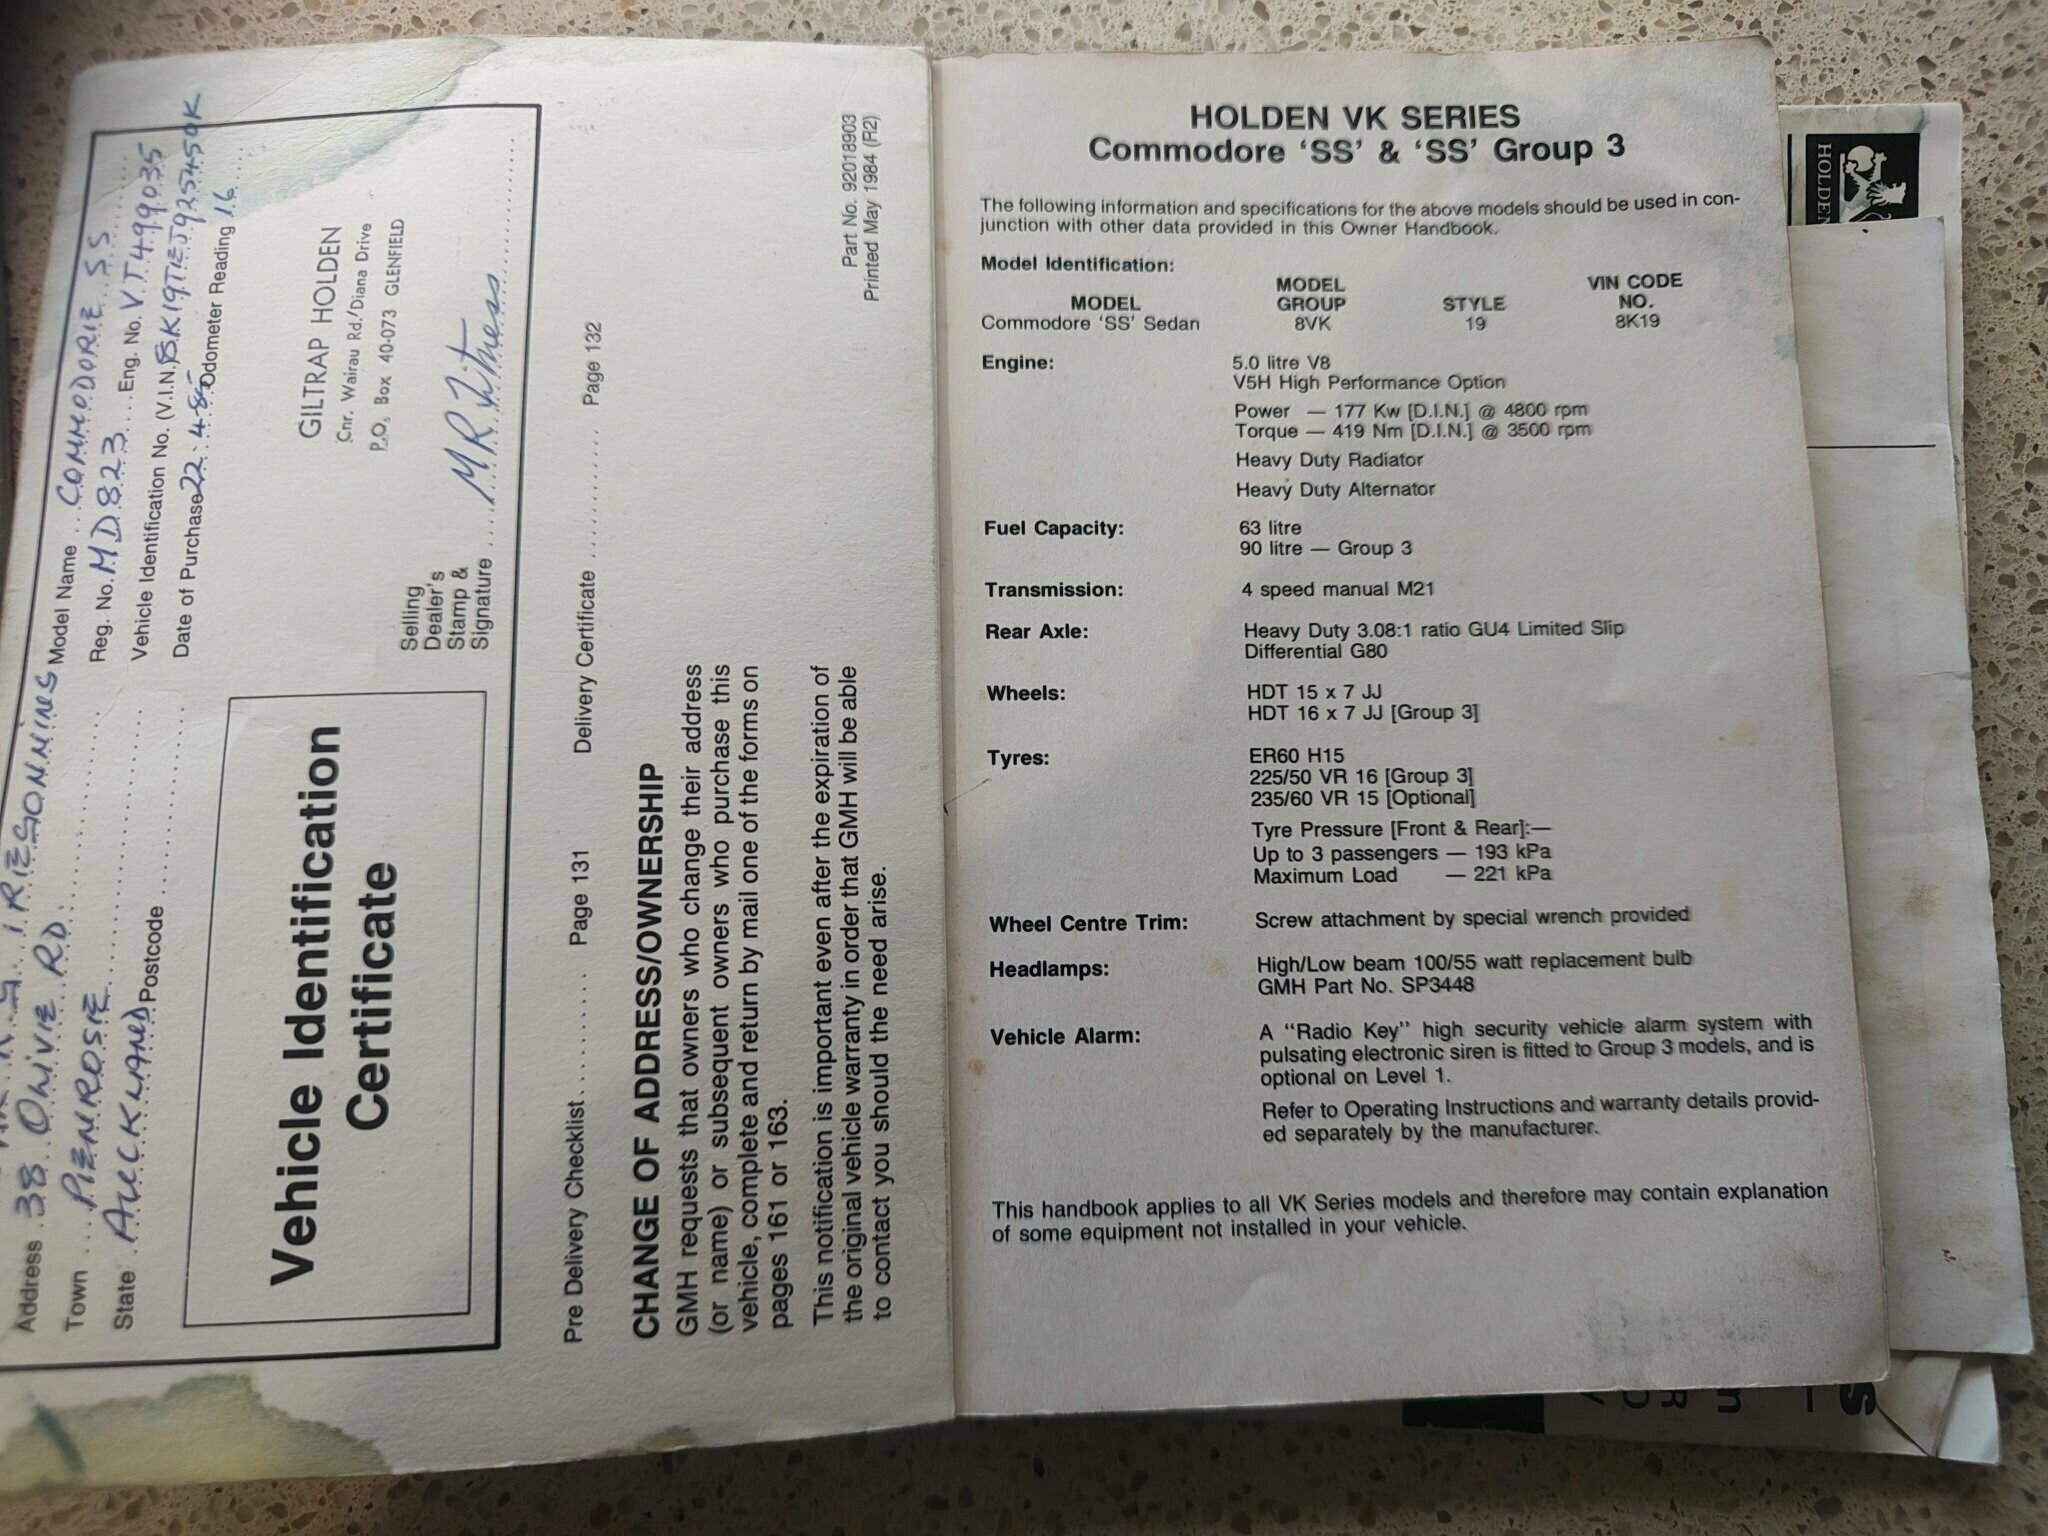 Model Name COMMODORE S.S.
Reg. No. MD823 Eng. No. VT499035
Vehicle Identification No. (V.I.N.)
Date of Purchase 22.4.85 Odometer Reading 16
GILTRAP HOLDEN
Cnr. Wairau Rd./Diana Drive
P.O. Box 40-073 GLENFIELD
Selling
Dealer's
Stamp &
Signature
Address 38 OLIVE RD.
Town PENROSE
State AUCKLAND Postcode
Vehicle Identification
Certificate
Pre Delivery Checklist Page 131 Delivery Certificate Page 132
CHANGE OF ADDRESS/OWNERSHIP
GMH requests that owners who change their address
(or name) or subsequent owners who purchase this
vehicle, complete and return by mail one of the forms on
pages 161 or 163.
This notification is important even after the expiration of
the original vehicle warranty in order that GMH will be able
to contact you should the need arise.
Part No. 92018903
Printed May 1984 (R2)
HOLDEN VK SERIES
Commodore 'SS' & 'SS' Group 3
The following information and specifications for the above models should be used in con-
junction with other data provided in this Owner Handbook.
Model Identification:
MODEL MODEL GROUP STYLE VIN CODE NO.
Commodore 'SS' Sedan 8VK 19 8K19
Engine: 5.0 litre V8
V5H High Performance Option
Power — 177 Kw [D.I.N.] @ 4800 rpm
Torque — 419 Nm [D.I.N.] @ 3500 rpm
Heavy Duty Radiator
Heavy Duty Alternator
Fuel Capacity: 63 litre
90 litre — Group 3
Transmission: 4 speed manual M21
Rear Axle: Heavy Duty 3.08:1 ratio GU4 Limited Slip
Differential G80
Wheels: HDT 15 x 7 JJ
HDT 16 x 7 JJ [Group 3]
Tyres: ER60 H15
225/50 VR 16 [Group 3]
235/60 VR 15 [Optional]
Tyre Pressure [Front & Rear]:—
Up to 3 passengers — 193 kPa
Maximum Load — 221 kPa
Wheel Centre Trim: Screw attachment by special wrench provided
Headlamps: High/Low beam 100/55 watt replacement bulb
GMH Part No. SP3448
Vehicle Alarm: A "Radio Key" high security vehicle alarm system with
pulsating electronic siren is fitted to Group 3 models, and is
optional on Level 1.
Refer to Operating Instructions and warranty details provid-
ed separately by the manufacturer.
This handbook applies to all VK Series models and therefore may contain explanation
of some equipment not installed in your vehicle.
HOLDEN